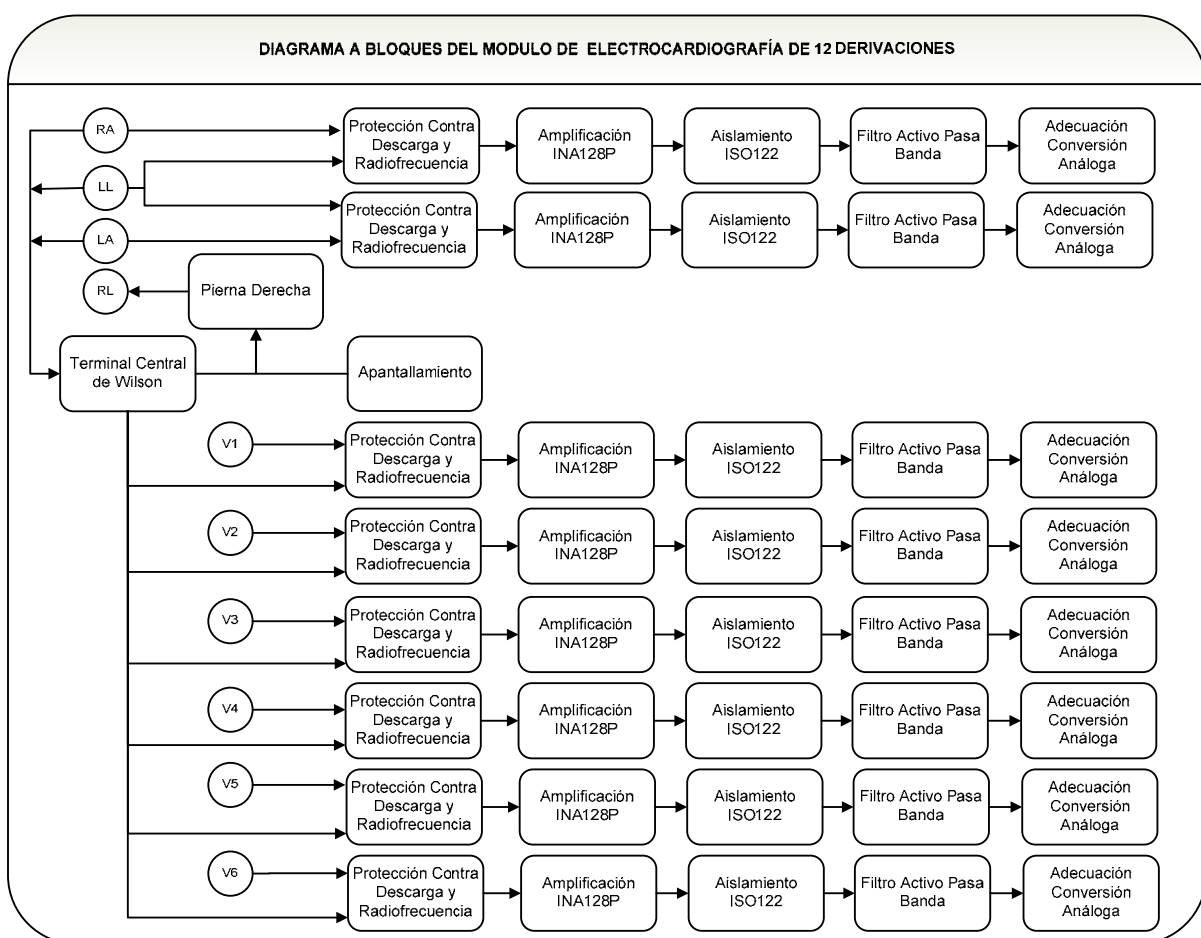 DIAGRAMA A BLOQUES DEL MODULO DE ELECTROCARDIOGRAFÍA DE 12 DERIVACIONES
RA
Protección Contra
Descarga y
Radiofrecuencia
Amplificación
INA128P
Aislamiento
ISO122
Filtro Activo Pasa
Banda
Adecuación
Conversión
Análoga
LL
LA
Protección Contra
Descarga y
Radiofrecuencia
Amplificación
INA128P
Aislamiento
ISO122
Filtro Activo Pasa
Banda
Adecuación
Conversión
Análoga
RL
Pierna Derecha
Terminal Central
de Wilson
Apantallamiento
V1
Protección Contra
Descarga y
Radiofrecuencia
Amplificación
INA128P
Aislamiento
ISO122
Filtro Activo Pasa
Banda
Adecuación
Conversión
Análoga
V2
Protección Contra
Descarga y
Radiofrecuencia
Amplificación
INA128P
Aislamiento
ISO122
Filtro Activo Pasa
Banda
Adecuación
Conversión
Análoga
V3
Protección Contra
Descarga y
Radiofrecuencia
Amplificación
INA128P
Aislamiento
ISO122
Filtro Activo Pasa
Banda
Adecuación
Conversión
Análoga
V4
Protección Contra
Descarga y
Radiofrecuencia
Amplificación
INA128P
Aislamiento
ISO122
Filtro Activo Pasa
Banda
Adecuación
Conversión
Análoga
V5
Protección Contra
Descarga y
Radiofrecuencia
Amplificación
INA128P
Aislamiento
ISO122
Filtro Activo Pasa
Banda
Adecuación
Conversión
Análoga
V6
Protección Contra
Descarga y
Radiofrecuencia
Amplificación
INA128P
Aislamiento
ISO122
Filtro Activo Pasa
Banda
Adecuación
Conversión
Análoga